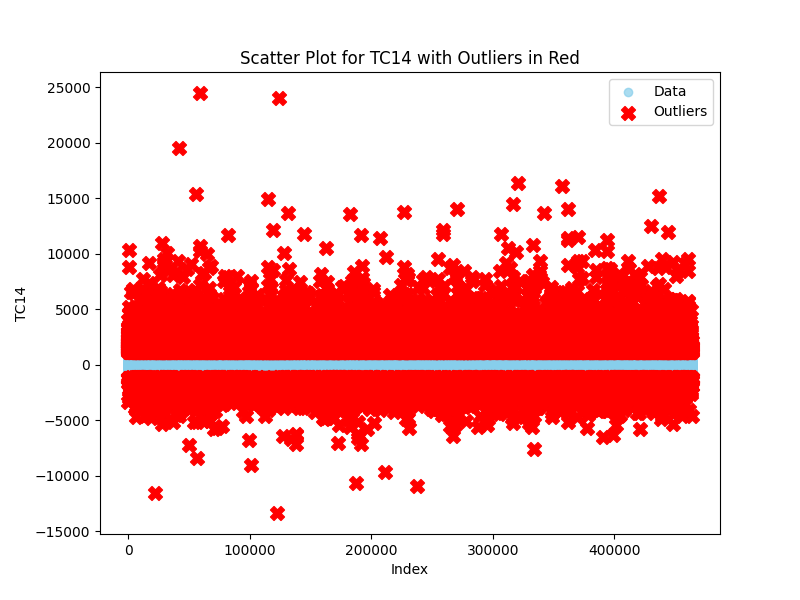 Scatter Plot for TC14 with Outliers in Red
Data
Outliers
TC14
25000
20000
15000
10000
5000
0
−5000
−10000
−15000
0
100000
200000
300000
400000
Index